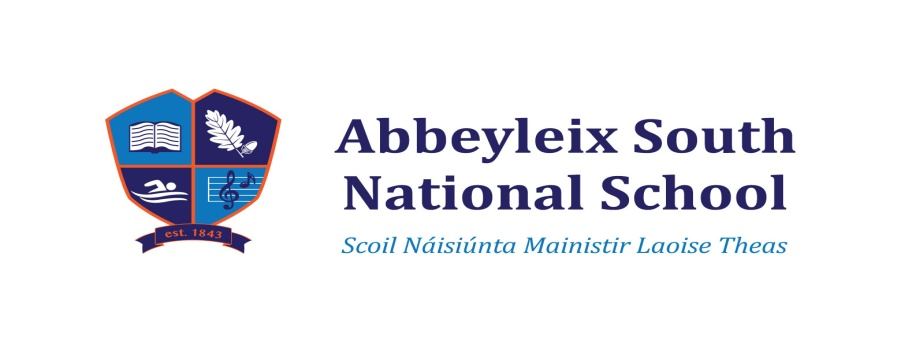 est. 1843
Abbeyleix South
National School
Scoil Náisiúnta Mainistir Laoise Theas